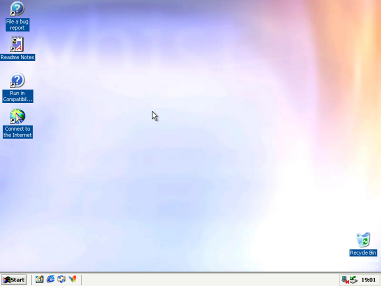 File a bug
report
Readme Notes
Run in
Compatibil...
Connect to
the Internet
Recycle Bin
Start
19:01